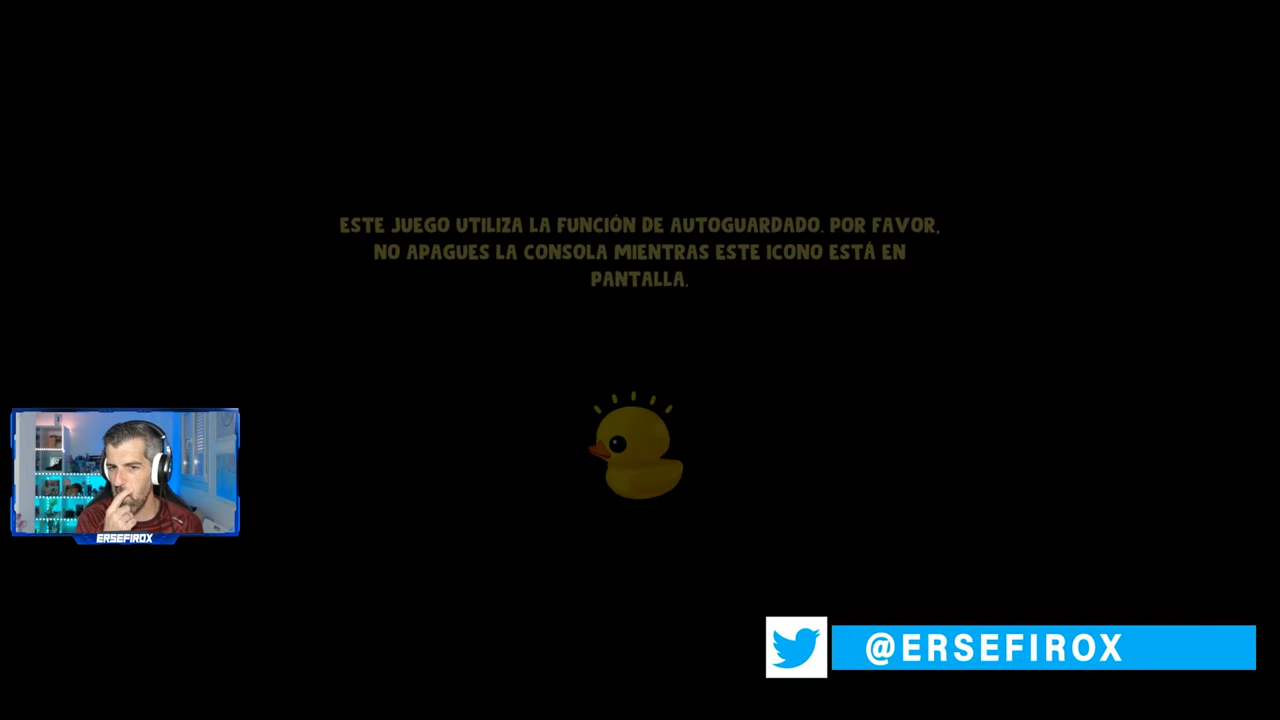 ESTE JUEGO UTILIZA LA FUNCIÓN DE AUTOGUARDADO. POR FAVOR,
NO APAGUES LA CONSOLA MIENTRAS ESTE ICONO ESTÁ EN
PANTALLA.
ERSEFIROX
@ERSEFIROX